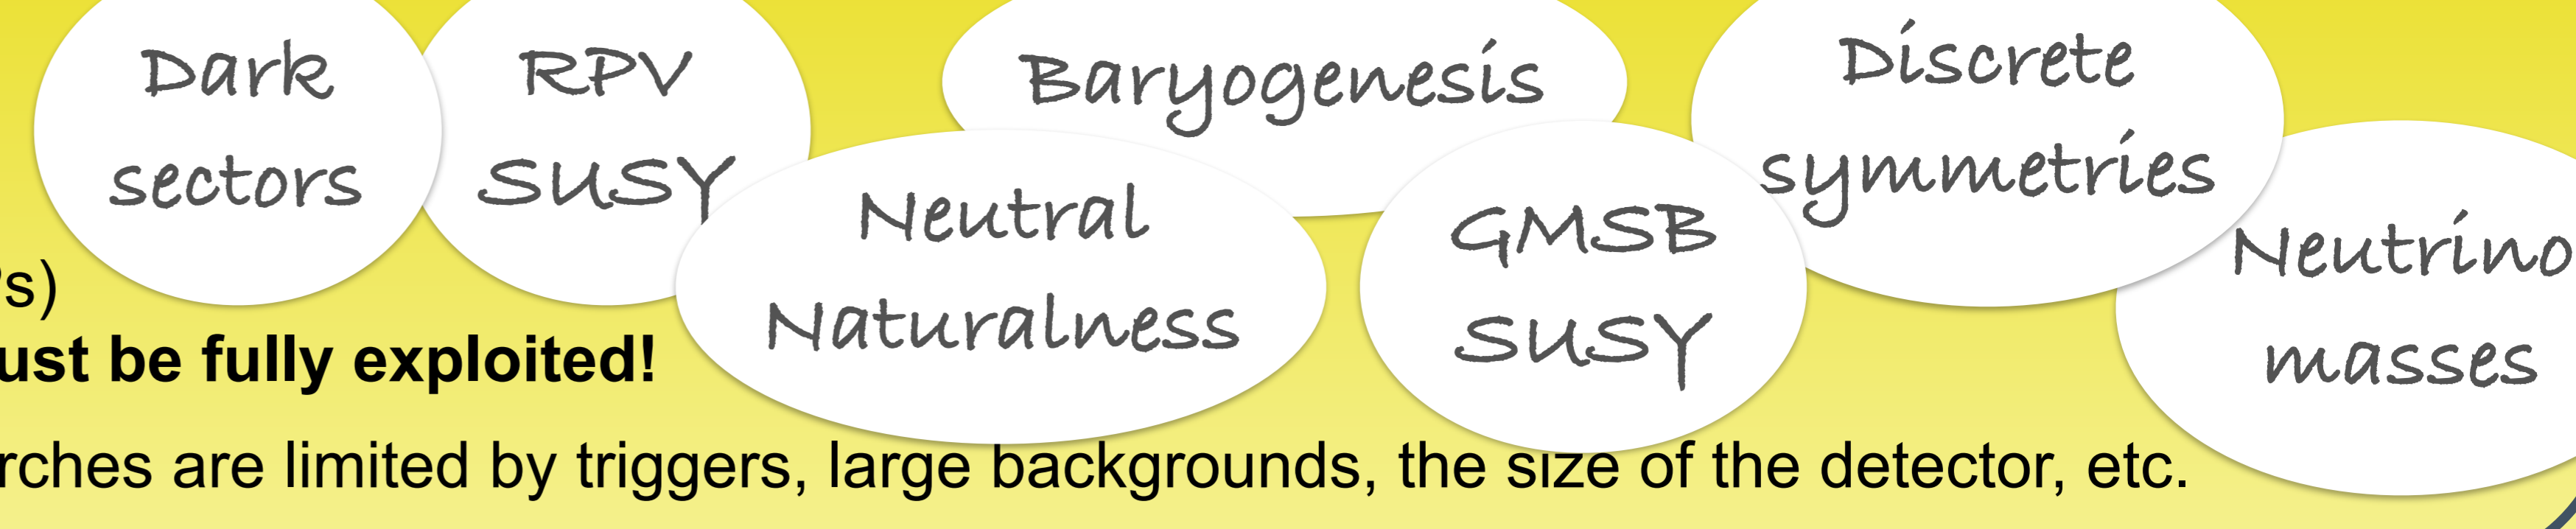 Dark
sectors
RPV
SUSY
Baryogenesis
Discrete
symmetries
Neutral
Naturalness
GMSB
SUSY
Neutrino
masses
s)
ust be fully exploited!
rches are limited by triggers, large backgrounds, the size of the detector, etc.